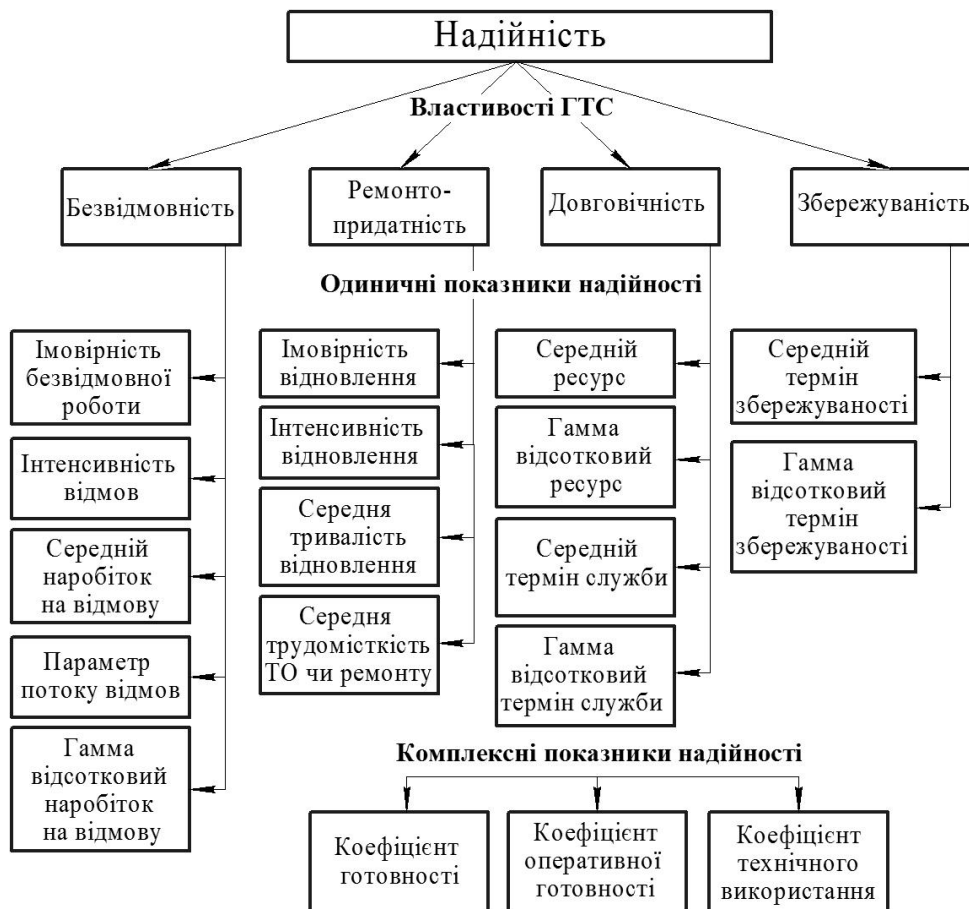 Надійність
Властивості ГТС
Безвідмовність
Ремонто-
придатність
Довговічність
Збережуваність
Одиничні показники надійності
Імовірність
безвідмовної
роботи
Інтенсивність
відмов
Середній
наробіток
на відмову
Параметр
потоку відмов
Гамма
відсотковий
наробіток
на відмову
Імовірність
відновлення
Інтенсивність
відновлення
Середня
тривалість
відновлення
Середня
трудомісткість
ТО чи ремонту
Середній
ресурс
Гамма
відсотковий
ресурс
Середній
термін служби
Гамма
відсотковий
термін служби
Середній
термін
збережуваності
Гамма
відсотковий
термін
збережуваності
Комплексні показники надійності
Коефіцієнт
готовності
Коефіцієнт
оперативної
готовності
Коефіцієнт
технічного
використання